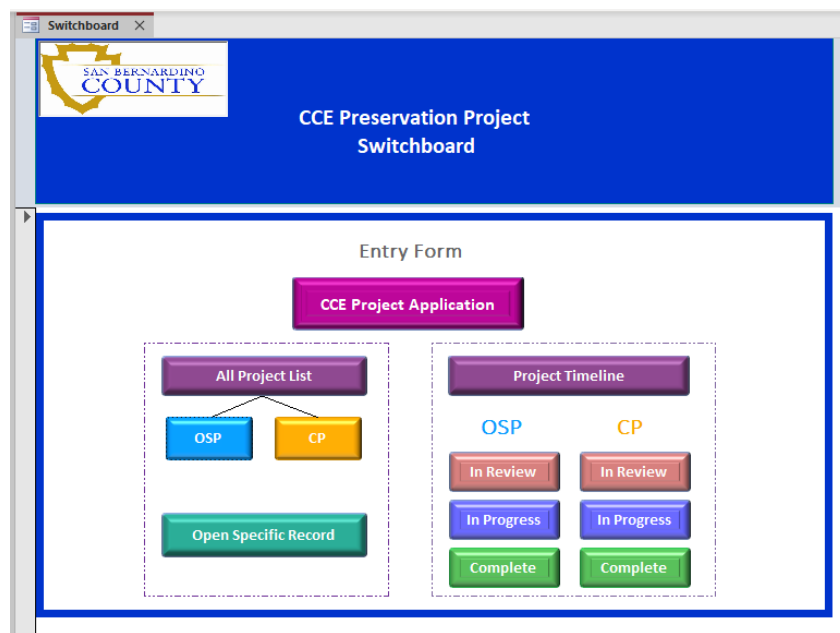 Switchboard
SAN BERNARDINO
COUNTY
CCE Preservation Project
Switchboard
Entry Form
CCE Project Application
All Project List
OSP
CP
Open Specific Record
Project Timeline
OSP CP
In Review In Review
In Progress In Progress
Complete Complete